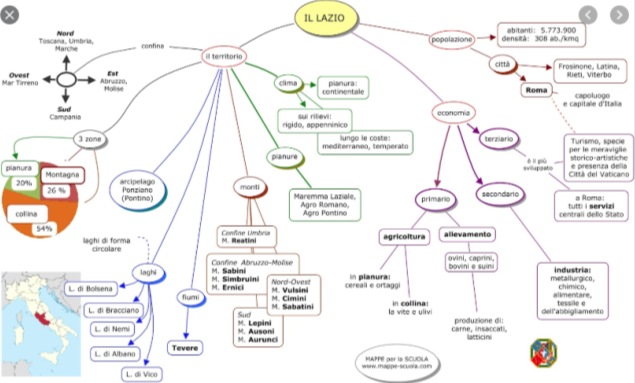 IL LAZIO
Nord
Toscana, Umbria,
Marche
Ovest
Mar Tirreno
Est
Abruzzo,
Molise
Sud
Campania
confina
il territorio
3 zone
pianura
20%
Montagna
26 %
collina
54%
arcipelago
Ponziano
(Pontino)
laghi di forma
circolare
laghi
L. di Bolsena
L. di Bracciano
L. di Nemi
L. di Albano
L. di Vico
fiumi
Tevere
monti
Confine Umbria
M. Reatini
Confine Abruzzo-Molise
M. Sabini
M. Simbruini
M. Ernici
Nord-Ovest
M. Vulsini
M. Cimini
M. Sabatini
Sud
M. Lepini
M. Ausoni
M. Aurunci
clima
pianura:
continentale
sui rilievi:
rigido, appenninico
lungo le coste:
mediterraneo, temperato
pianure
Maremma Laziale,
Agro Romano,
Agro Pontino
popolazione
abitanti: 5.773.900
densità: 308 ab./kmq
città
Frosinone, Latina,
Rieti, Viterbo
Roma
capoluogo
e capitale d'Italia
economia
terziario
è il più
sviluppato
Turismo, specie
per le meraviglie
storico-artistiche
e presenza della
Città del Vaticano
a Roma:
tutti i servizi
centrali dello Stato
primario
secondario
agricoltura
allevamento
in pianura:
cereali e ortaggi
in collina:
la vite e ulivi
ovini, caprini,
bovini e suini
produzione di:
carne, insaccati,
latticini
industria:
metallurgico,
chimico,
alimentare,
tessile e
dell'abbigliamento
MAPPE per la SCUOLA
www.mappe-scuola.com